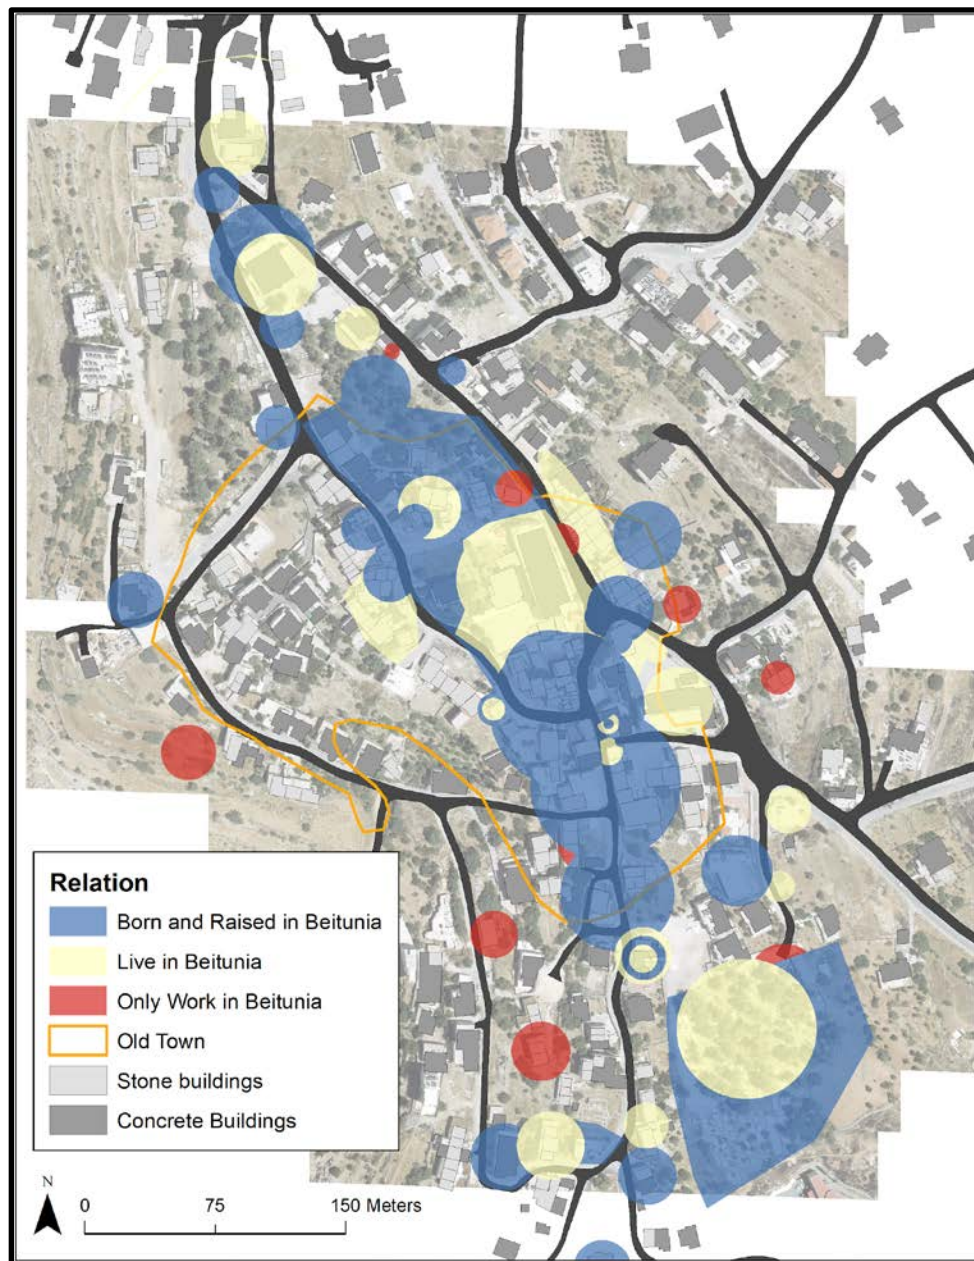 Relation
Born and Raised in Beitunia
Live in Beitunia
Only Work in Beitunia
Old Town
Stone buildings
Concrete Buildings
N
0 75 150 Meters